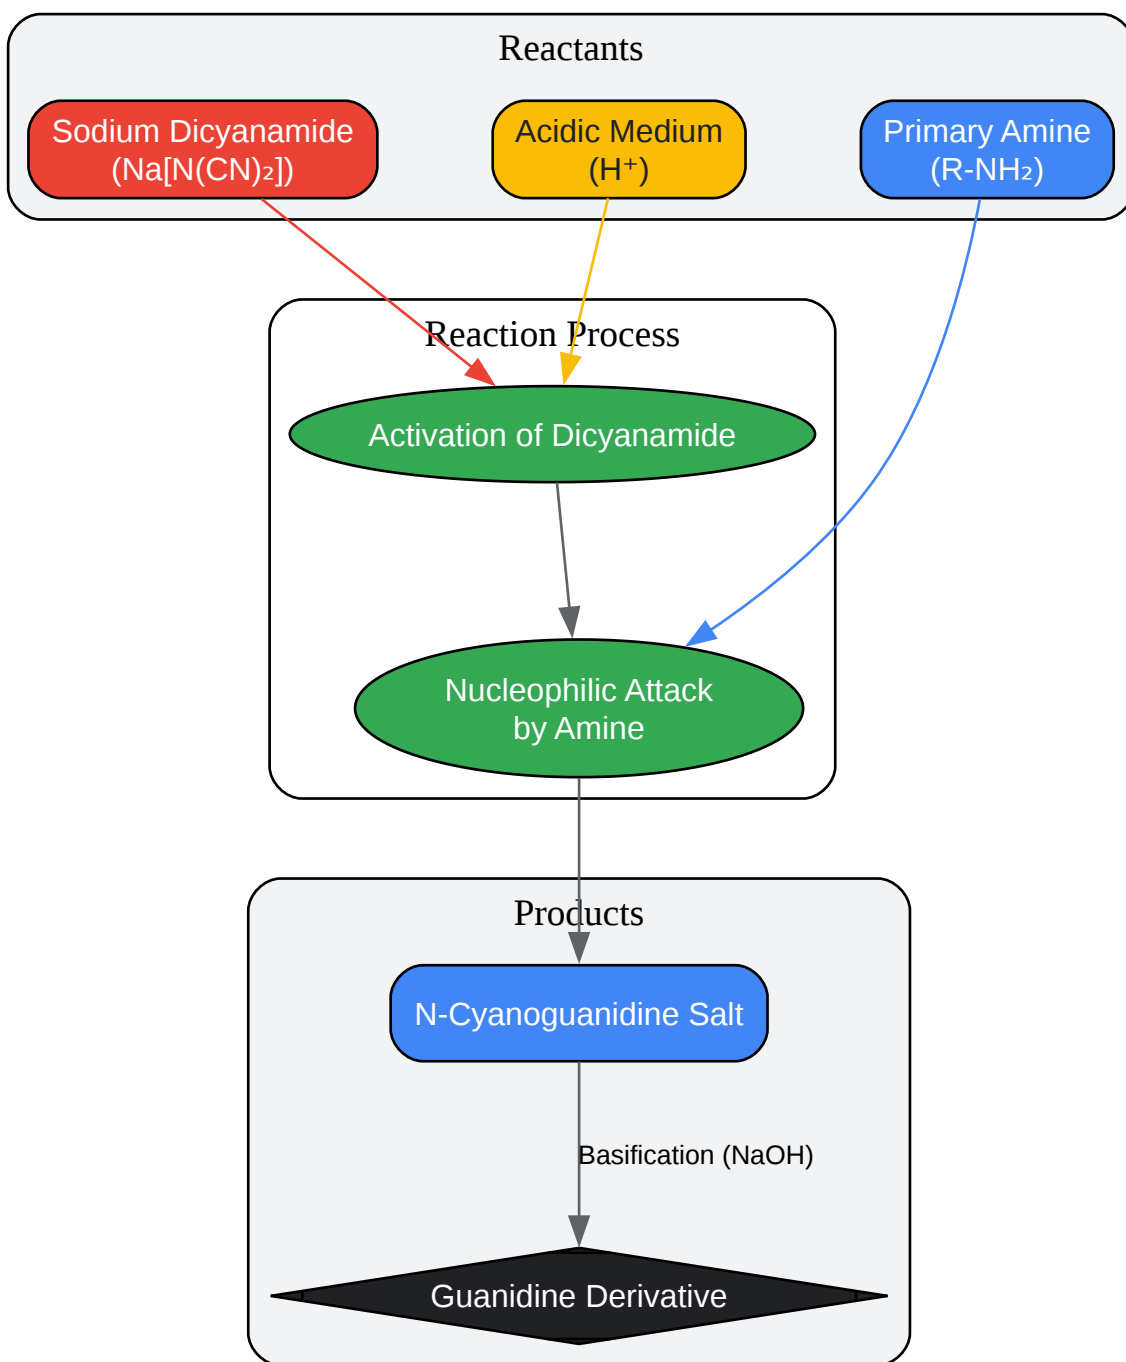 Reactants
Sodium Dicyanamide
(Na[N(CN)₂])
Acidic Medium
(H⁺)
Primary Amine
(R-NH₂)
Reaction Process
Activation of Dicyanamide
Nucleophilic Attack
by Amine
Products
N-Cyanoguanidine Salt
Basification (NaOH)
Guanidine Derivative